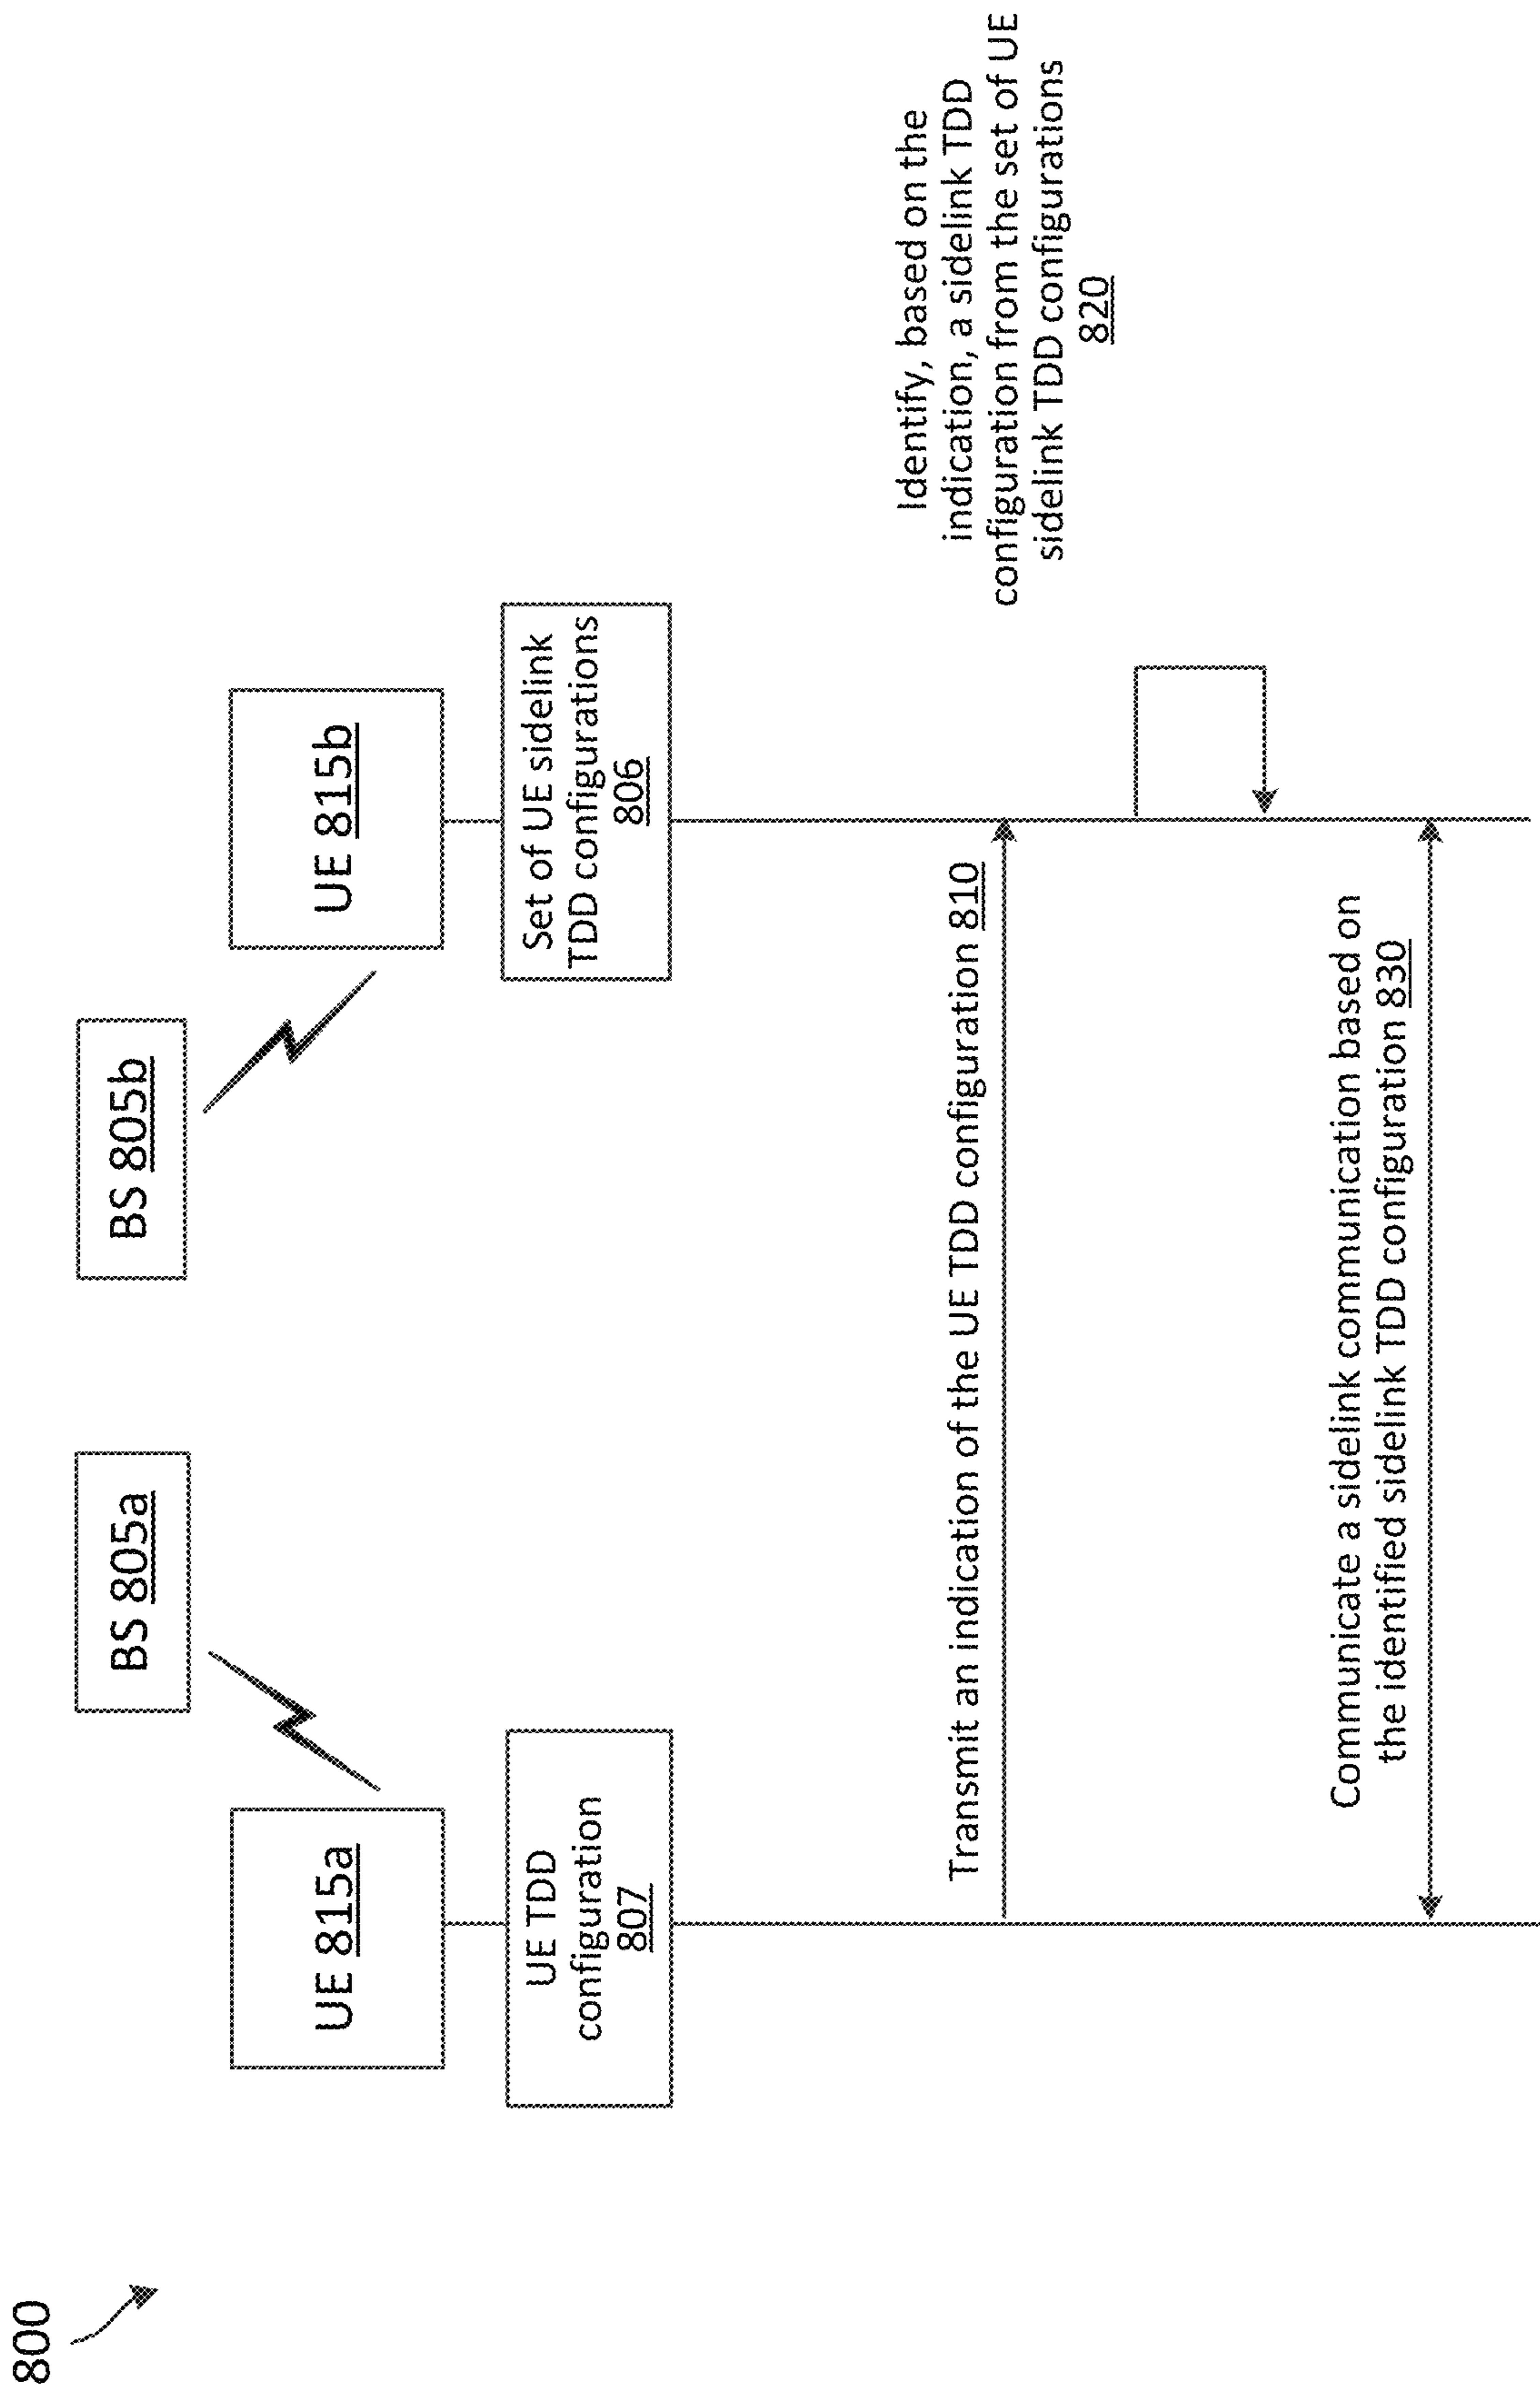 800
BS 805a
BS 805b
UE 815a
UE 815b
UE TDD
configuration
807
Set of UE sidelink
TDD configurations
806
Transmit an indication of the UE TDD configuration 810
Identify, based on the
indication, a sidelink TDD
configuration from the set of UE
sidelink TDD configurations
820
Communicate a sidelink communication based on
the identified sidelink TDD configuration 830